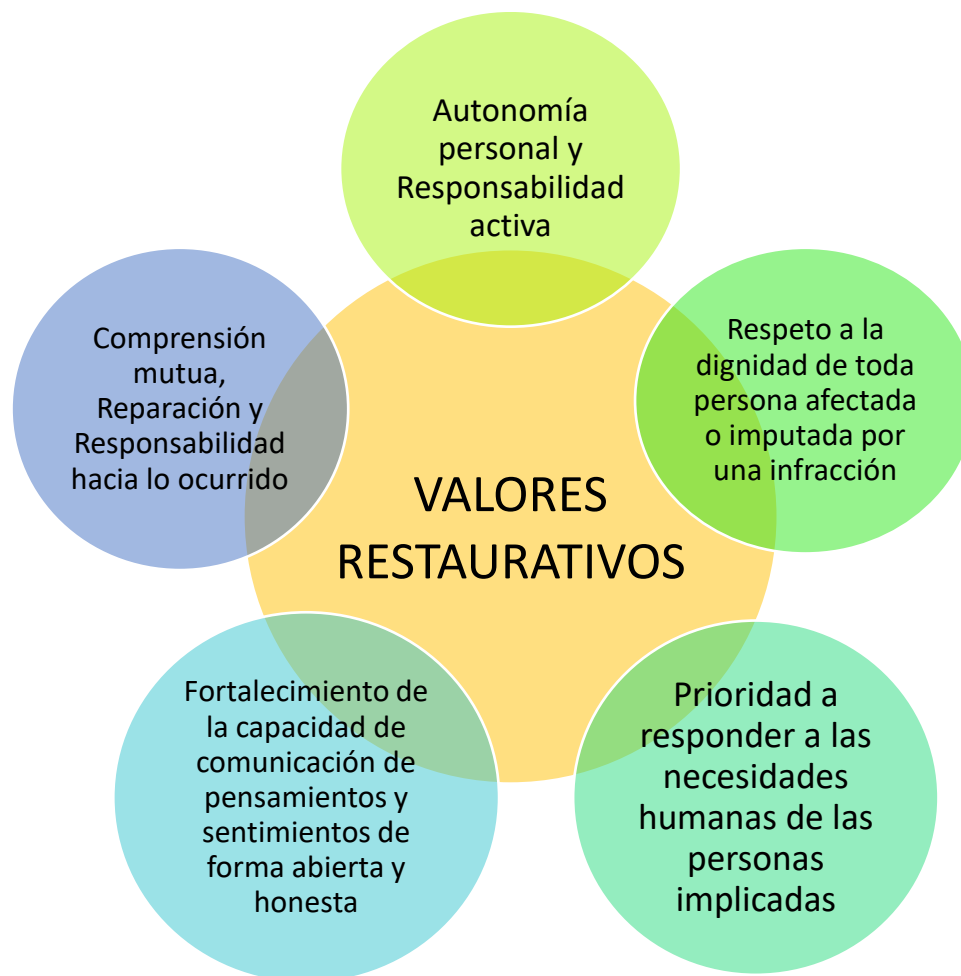 Autonomía
personal y
Responsabilidad
activa
Respeto a la
dignidad de toda
persona afectada
o imputada por
una infracción
Comprensión
mutua,
Reparación y
Responsabilidad
hacia lo ocurrido
VALORES
RESTAURATIVOS
Fortalecimiento de
la capacidad de
comunicación de
pensamientos y
sentimientos de
forma abierta y
honesta
Prioridad a
responder a las
necesidades
humanas de las
personas
implicadas